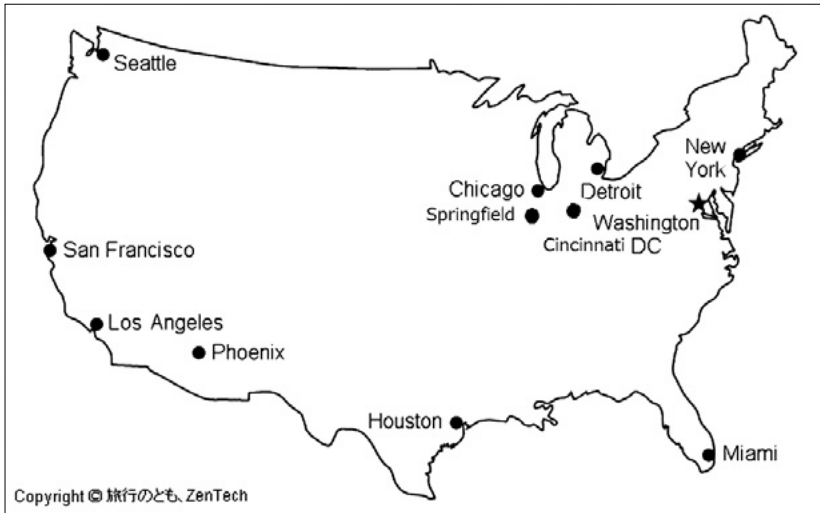 Seattle
New
York
Chicago
Detroit
Springfield
Washington
Cincinnati DC
San Francisco
Los Angeles
Phoenix
Houston
Miami
Copyright © 旅行のとも、ZenTech